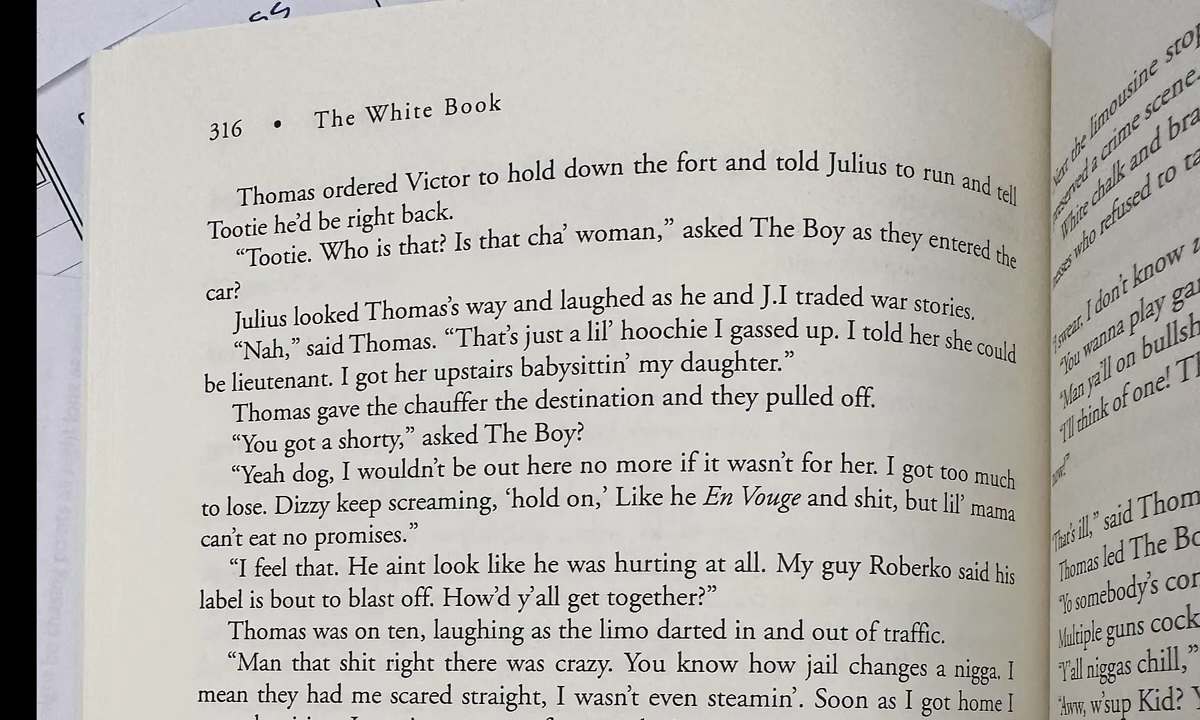 316 • The White Book
Thomas ordered Victor to hold down the fort and told Julius to run and tell
Tootie he'd be right back.
“Tootie. Who is that? Is that cha' woman,” asked The Boy as they entered the
car?
Julius looked Thomas's way and laughed as he and J.I traded war stories.
“Nah,” said Thomas. “That's just a lil' hoochie I gassed up. I told her she could
be lieutenant. I got her upstairs babysittin' my daughter.”
Thomas gave the chauffer the destination and they pulled off.
“You got a shorty,” asked The Boy?
“Yeah dog, I wouldn't be out here no more if it wasn't for her. I got too much
to lose. Dizzy keep screaming, ‘hold on,’ Like he En Vouge and shit, but lil' mama
can't eat no promises.”
“I feel that. He aint look like he was hurting at all. My guy Roberko said his
label is bout to blast off. How'd y'all get together?”
Thomas was on ten, laughing as the limo darted in and out of traffic.
“Man that shit right there was crazy. You know how jail changes a nigga. I
mean they had me scared straight, I wasn't even steamin'. Soon as I got home I
Next the limousine
a crime scene.
White chalk and
who refused to
I swear, I don't know
“You wanna play
“Man ya'll on
“I'll think of one!
now?”
“That's ill,” said
Thomas led The
“Yo somebody's
Multiple guns
“Y'all niggas chill,”
“Aww, w'sup Kid?